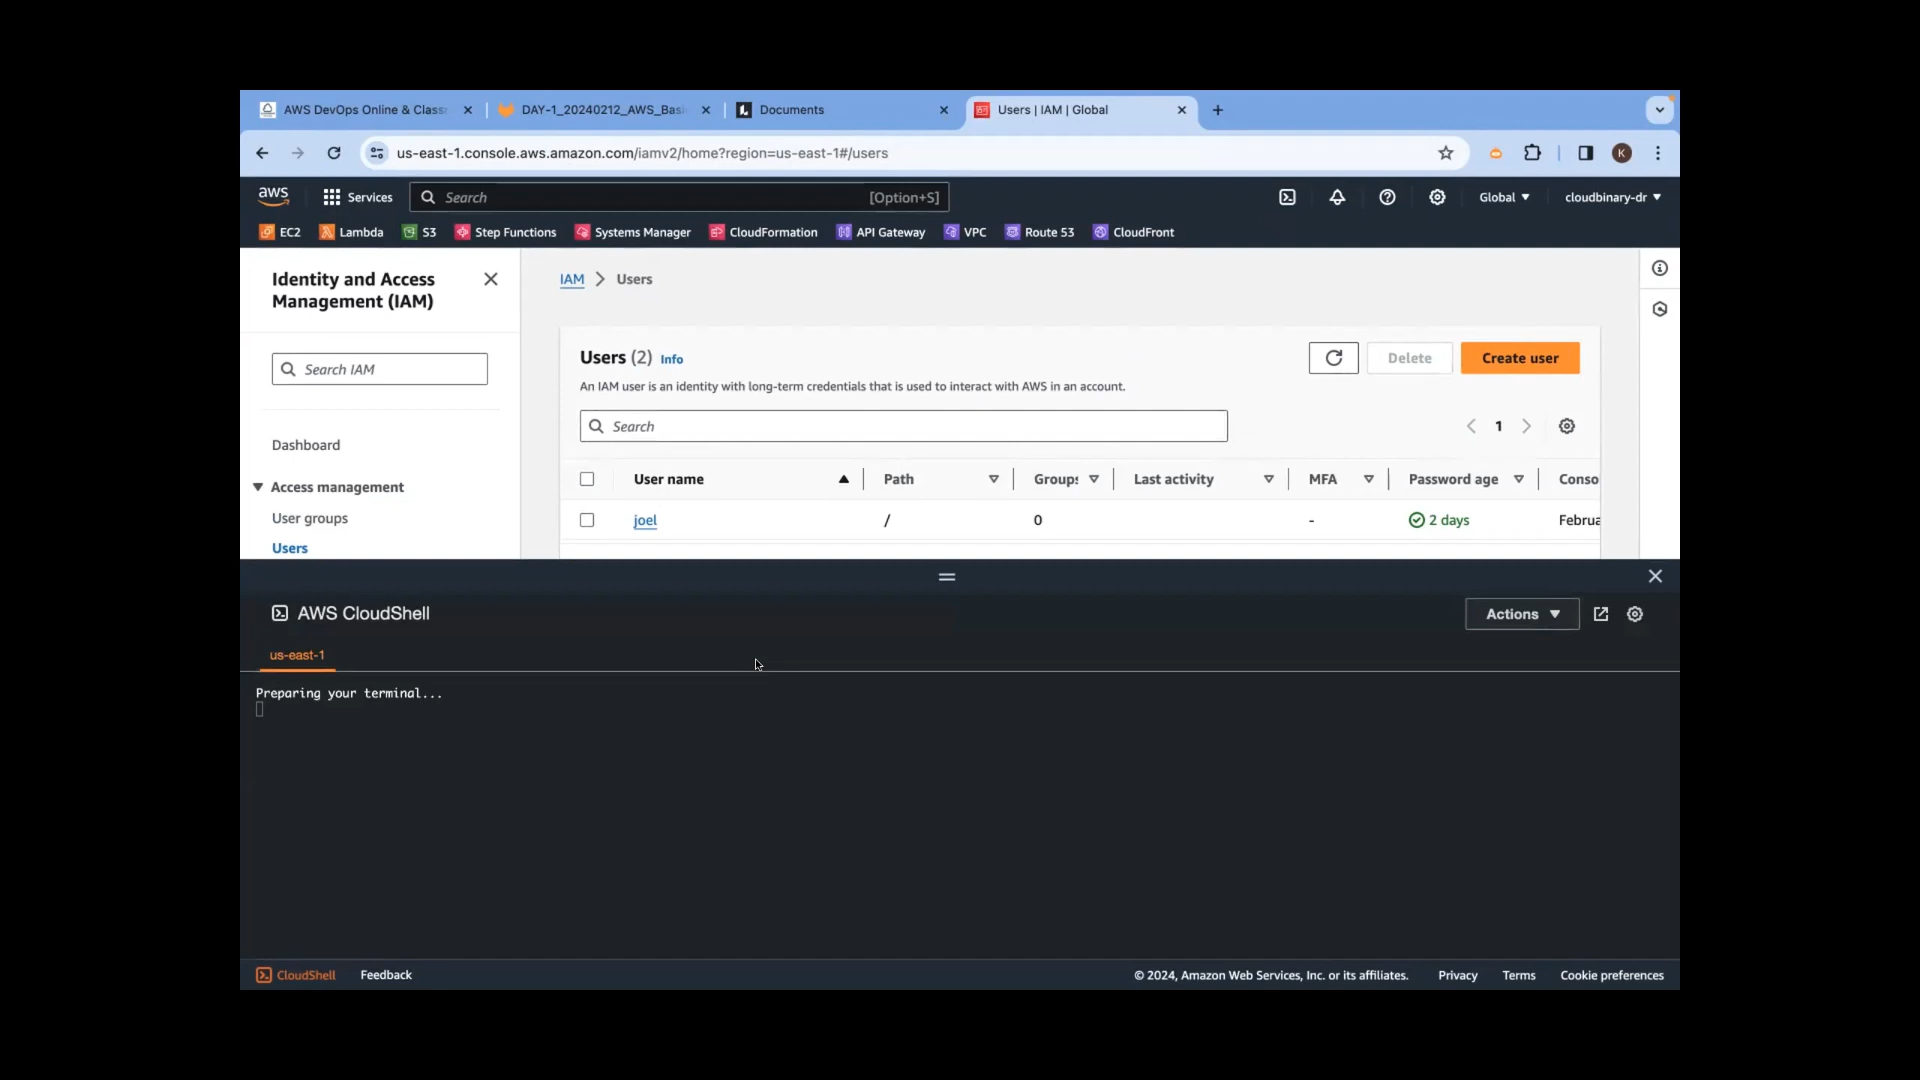 AWS DevOps Online & Class
DAY-1_20240212_AWS_Basi
Documents
Users | IAM | Global
us-east-1.console.aws.amazon.com/iamv2/home?region=us-east-1#/users
K
aws
Services
Search
[Option+S]
Global
cloudbinary-dr
EC2
Lambda
S3
Step Functions
Systems Manager
CloudFormation
API Gateway
VPC
Route 53
CloudFront
Identity and Access
Management (IAM)
Search IAM
Dashboard
Access management
User groups
Users
IAM
Users
Users (2) Info
Delete
Create user
An IAM user is an identity with long-term credentials that is used to interact with AWS in an account.
Search
1
User name
Path
Groups
Last activity
MFA
Password age
Conso
joel
/
0
-
2 days
Februa
AWS CloudShell
Actions
us-east-1
Preparing your terminal...
CloudShell
Feedback
© 2024, Amazon Web Services, Inc. or its affiliates.
Privacy
Terms
Cookie preferences